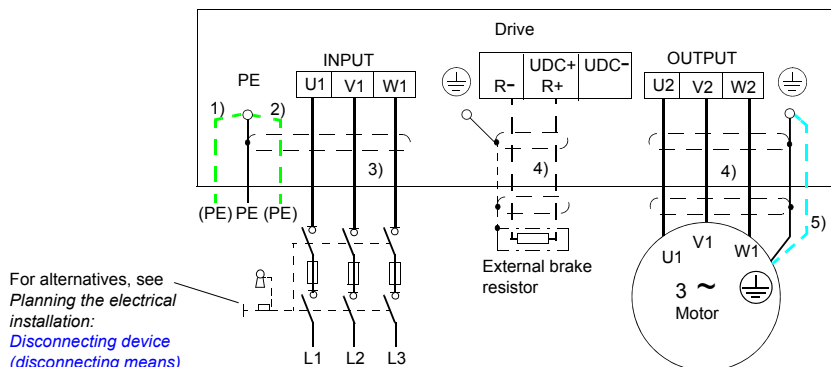 Drive
INPUT
OUTPUT
PE
U1 V1 W1
R-
UDC+
R+
UDC-
U2 V2 W2
1)
2)
3)
4)
4)
5)
(PE) PE (PE)
External brake
resistor
U1
V1
W1
3 ~
Motor
For alternatives, see
Planning the electrical
installation:
Disconnecting device
(disconnecting means)
L1 L2 L3